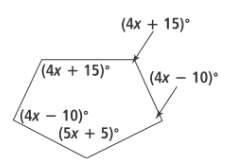 (4x + 15)°
(4x + 15)°
(4x − 10)°
(4x − 10)°
(5x + 5)°